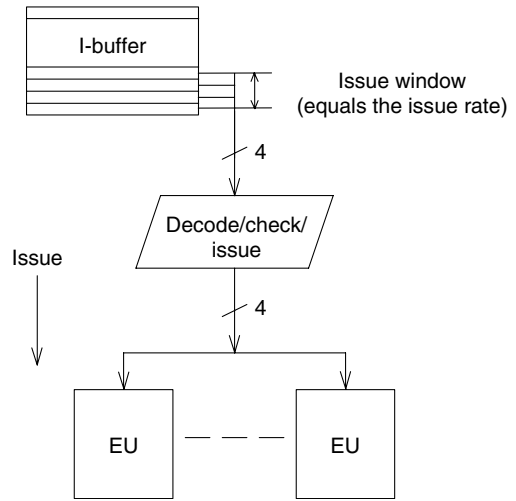 I-buffer
Issue window
(equals the issue rate)
4
Decode/check/
issue
Issue
4
EU
EU